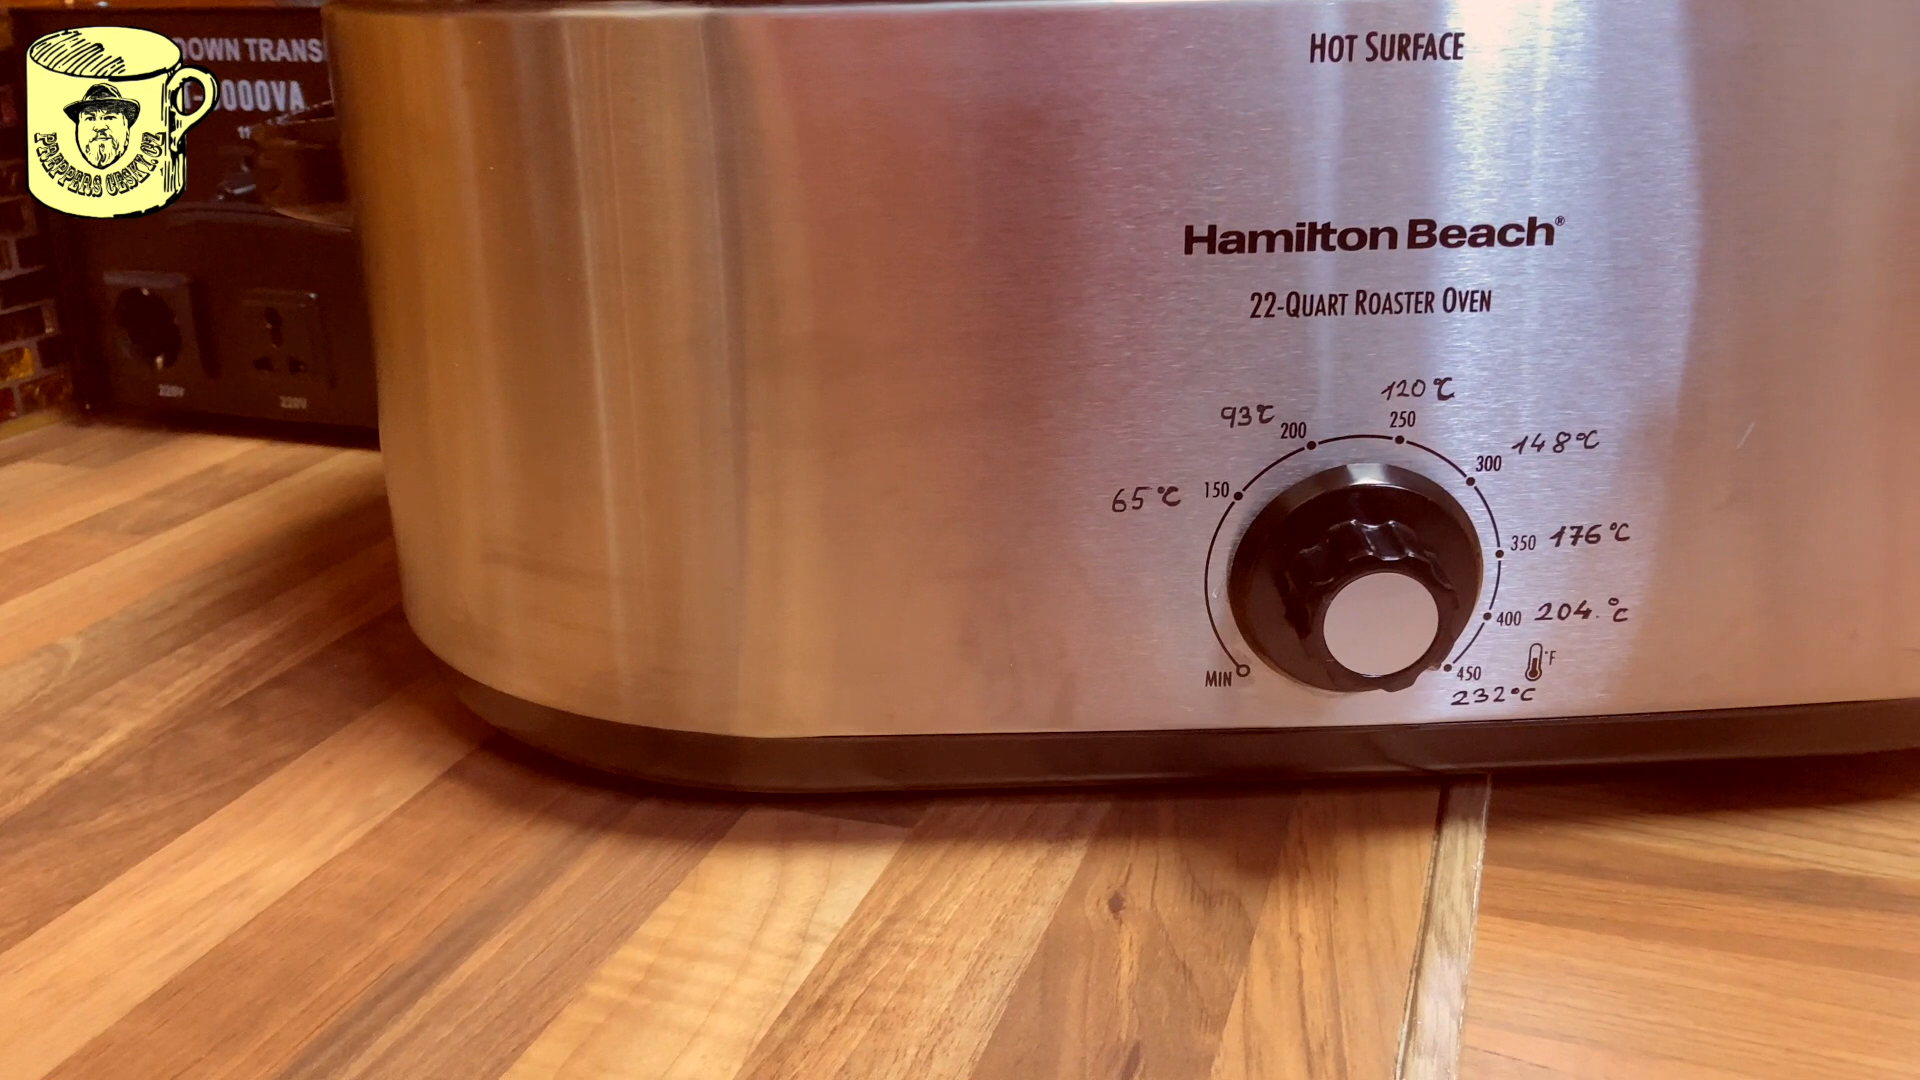 DOWN TRANS
000VA
PREPPERS CESKY.CZ
220V
220V
HOT SURFACE
Hamilton Beach®
22-QUART ROASTER OVEN
120 °C
93 °C
200
250
300
148 °C
65 °C
150
350
176 °C
400
204. °C
MIN
450
°F
232 °C